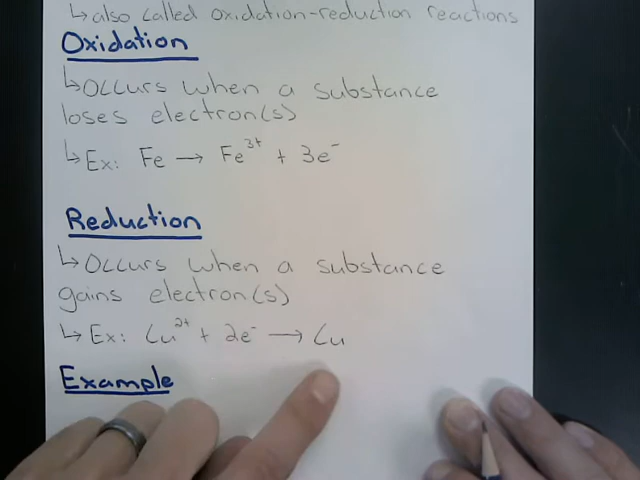 ↳ also called oxidation-reduction reactions
Oxidation
↳ Occurs when a substance
loses electron(s)
↳ Ex: Fe → Fe³⁺ + 3e⁻
Reduction
↳ Occurs when a substance
gains electron(s)
↳ Ex: Cu²⁺ + 2e⁻ → Cu
Example